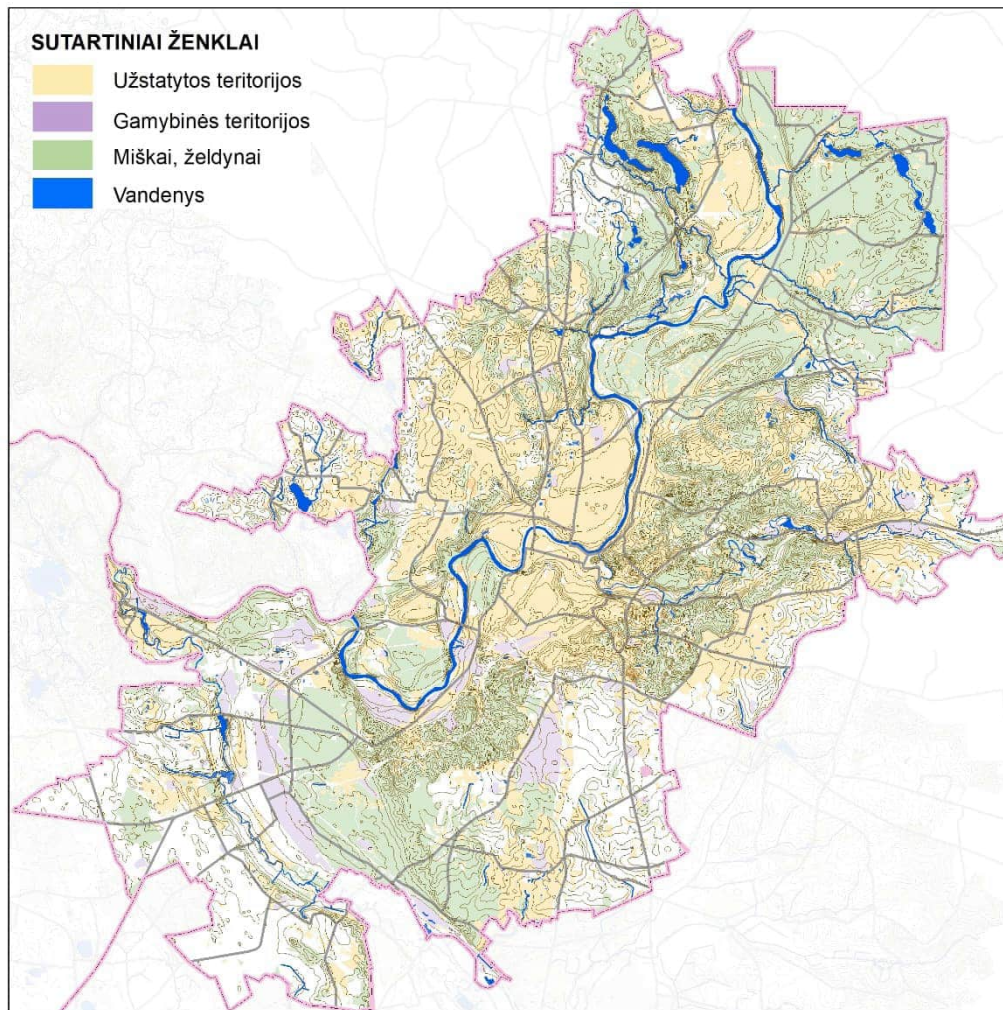 SUTARTINIAI ŽENKLAI
Užstatytos teritorijos
Gamybinės teritorijos
Miškai, želdynai
Vandenys